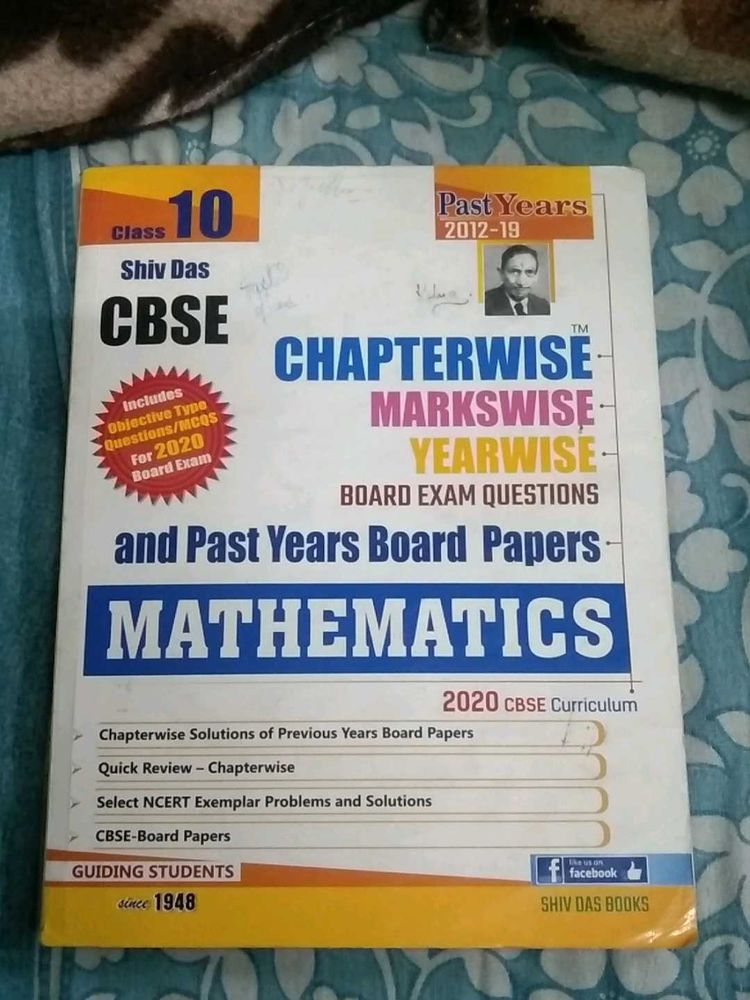 Class 10
Past Years
2012-19
Shiv Das
CBSE
CHAPTERWISE™
MARKSWISE
YEARWISE
BOARD EXAM QUESTIONS
Includes
Objective Type
Questions/MCQs
For 2020
Board Exam
and Past Years Board Papers
MATHEMATICS
2020 CBSE Curriculum
Chapterwise Solutions of Previous Years Board Papers
Quick Review – Chapterwise
Select NCERT Exemplar Problems and Solutions
CBSE-Board Papers
GUIDING STUDENTS
since 1948
f like us on
facebook
SHIV DAS BOOKS